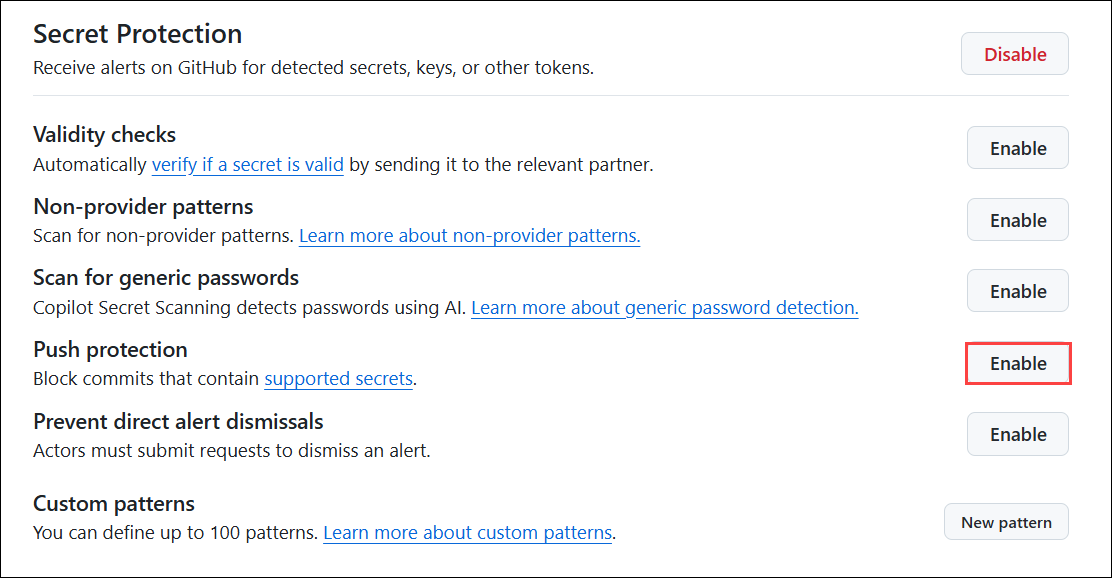 Secret Protection
Receive alerts on GitHub for detected secrets, keys, or other tokens.
Disable
Validity checks
Automatically verify if a secret is valid by sending it to the relevant partner.
Enable
Non-provider patterns
Scan for non-provider patterns. Learn more about non-provider patterns.
Enable
Scan for generic passwords
Copilot Secret Scanning detects passwords using AI. Learn more about generic password detection.
Enable
Push protection
Block commits that contain supported secrets.
Enable
Prevent direct alert dismissals
Actors must submit requests to dismiss an alert.
Enable
Custom patterns
You can define up to 100 patterns. Learn more about custom patterns.
New pattern